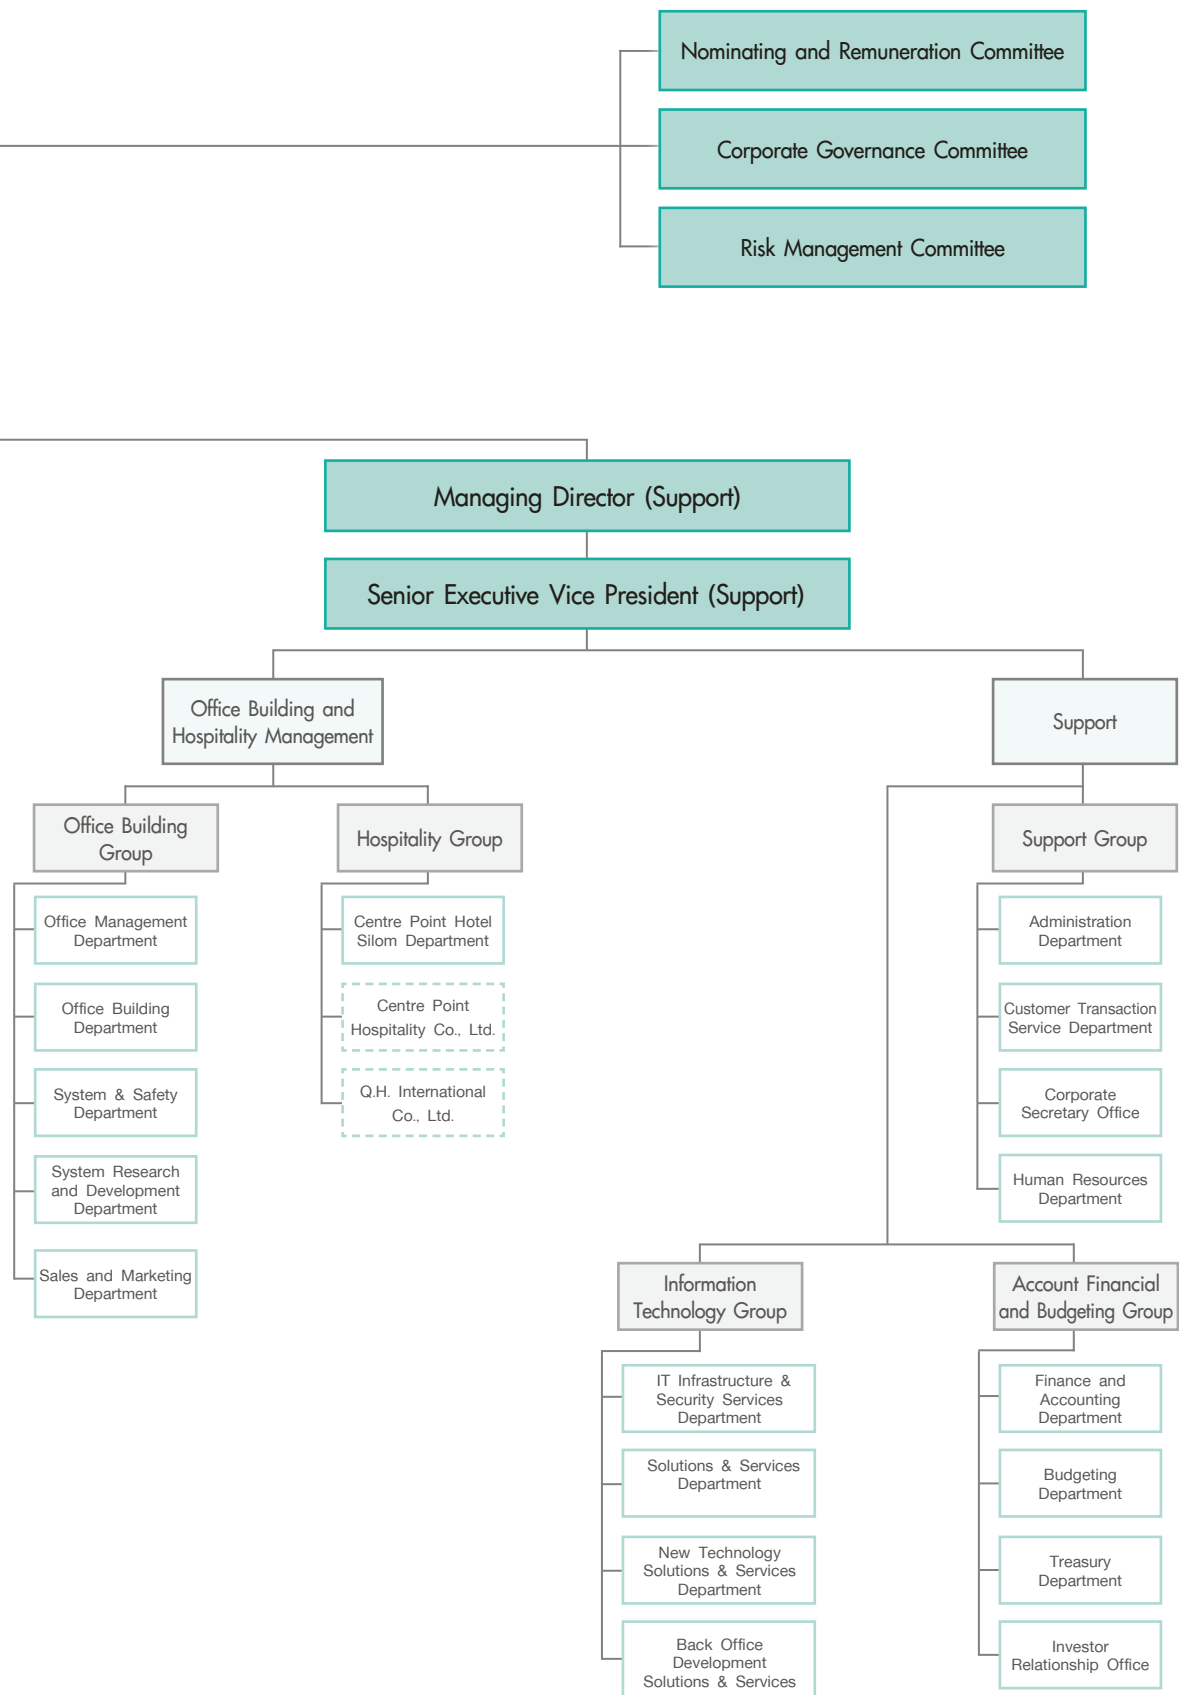 Nominating and Remuneration Committee
Corporate Governance Committee
Risk Management Committee
Managing Director (Support)
Senior Executive Vice President (Support)
Office Building and
Hospitality Management
Support
Office Building
Group
Hospitality Group
Support Group
Office Management
Department
Office Building
Department
System & Safety
Department
System Research
and Development
Department
Sales and Marketing
Department
Centre Point Hotel
Silom Department
Centre Point
Hospitality Co., Ltd.
Q.H. International
Co., Ltd.
Administration
Department
Customer Transaction
Service Department
Corporate
Secretary Office
Human Resources
Department
Information
Technology Group
Account Financial
and Budgeting Group
IT Infrastructure &
Security Services
Department
Solutions & Services
Department
New Technology
Solutions & Services
Department
Back Office
Development
Solutions & Services
Finance and
Accounting
Department
Budgeting
Department
Treasury
Department
Investor
Relationship Office